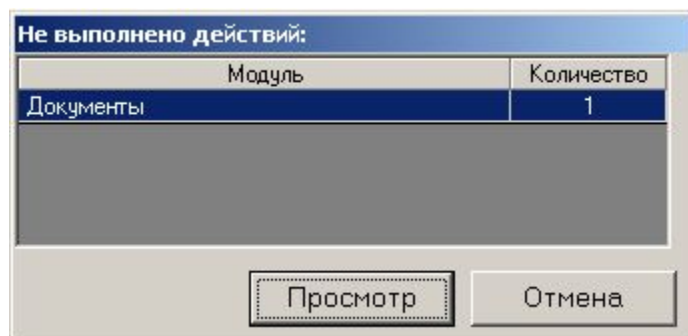 Не выполнено действий:
Модуль Количество
Документы 1
Просмотр Отмена